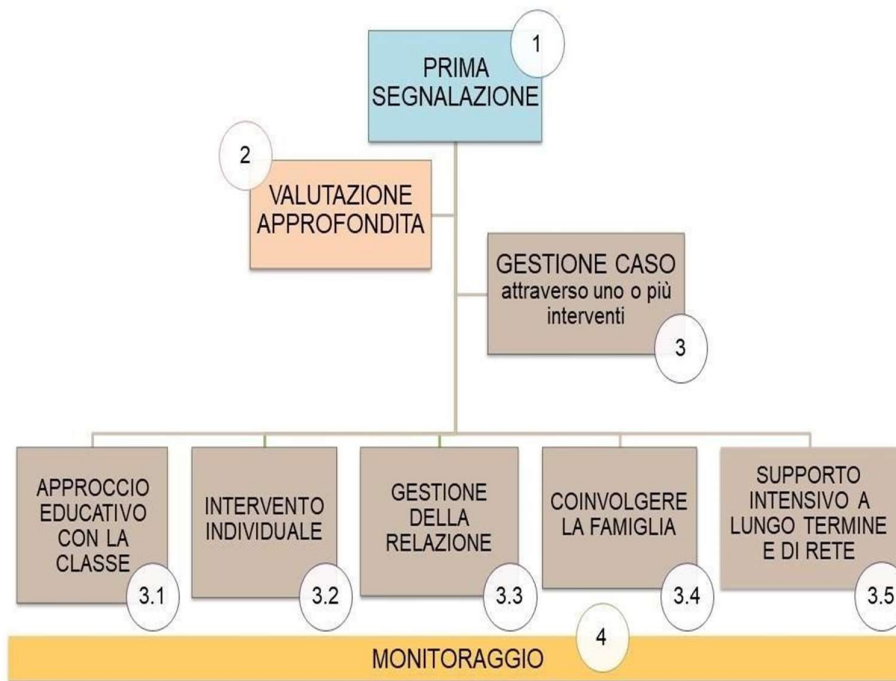 1
PRIMA
SEGNALAZIONE
2
VALUTAZIONE
APPROFONDITA
GESTIONE CASO
attraverso uno o più
interventi
3
APPROCCIO
EDUCATIVO
CON LA
CLASSE
3.1
INTERVENTO
INDIVIDUALE
3.2
GESTIONE
DELLA
RELAZIONE
3.3
COINVOLGERE
LA FAMIGLIA
3.4
SUPPORTO
INTENSIVO A
LUNGO TERMINE
E DI RETE
3.5
4
MONITORAGGIO